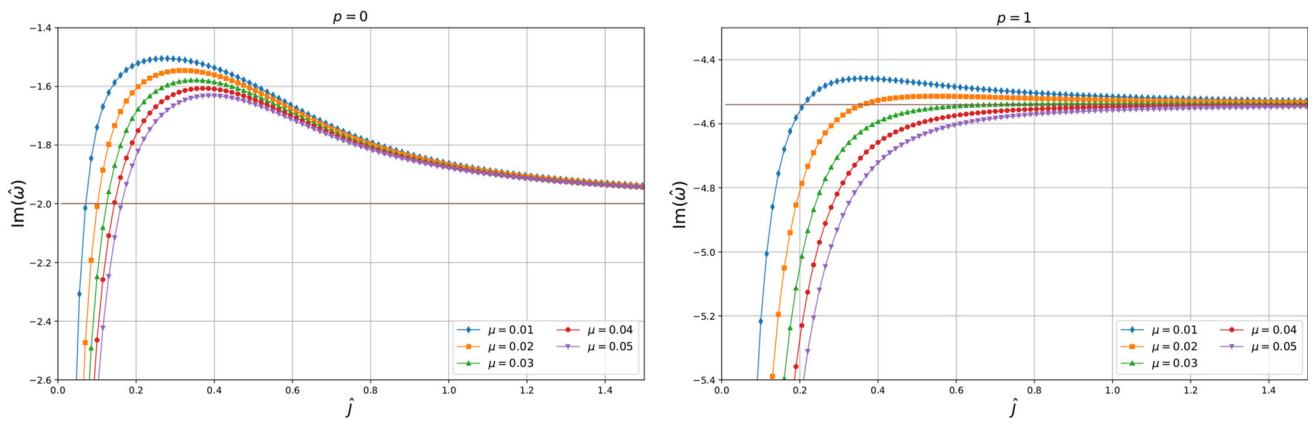 p = 0
−1.4
−1.6
−1.8
−2.0
−2.2
−2.4
−2.6
Im(ω̂)
0.0 0.2 0.4 0.6 0.8 1.0 1.2 1.4
ĵ
μ = 0.01 μ = 0.04
μ = 0.02 μ = 0.05
μ = 0.03
p = 1
−4.4
−4.6
−4.8
−5.0
−5.2
−5.4
Im(ω̂)
0.0 0.2 0.4 0.6 0.8 1.0 1.2 1.4
ĵ
μ = 0.01 μ = 0.04
μ = 0.02 μ = 0.05
μ = 0.03